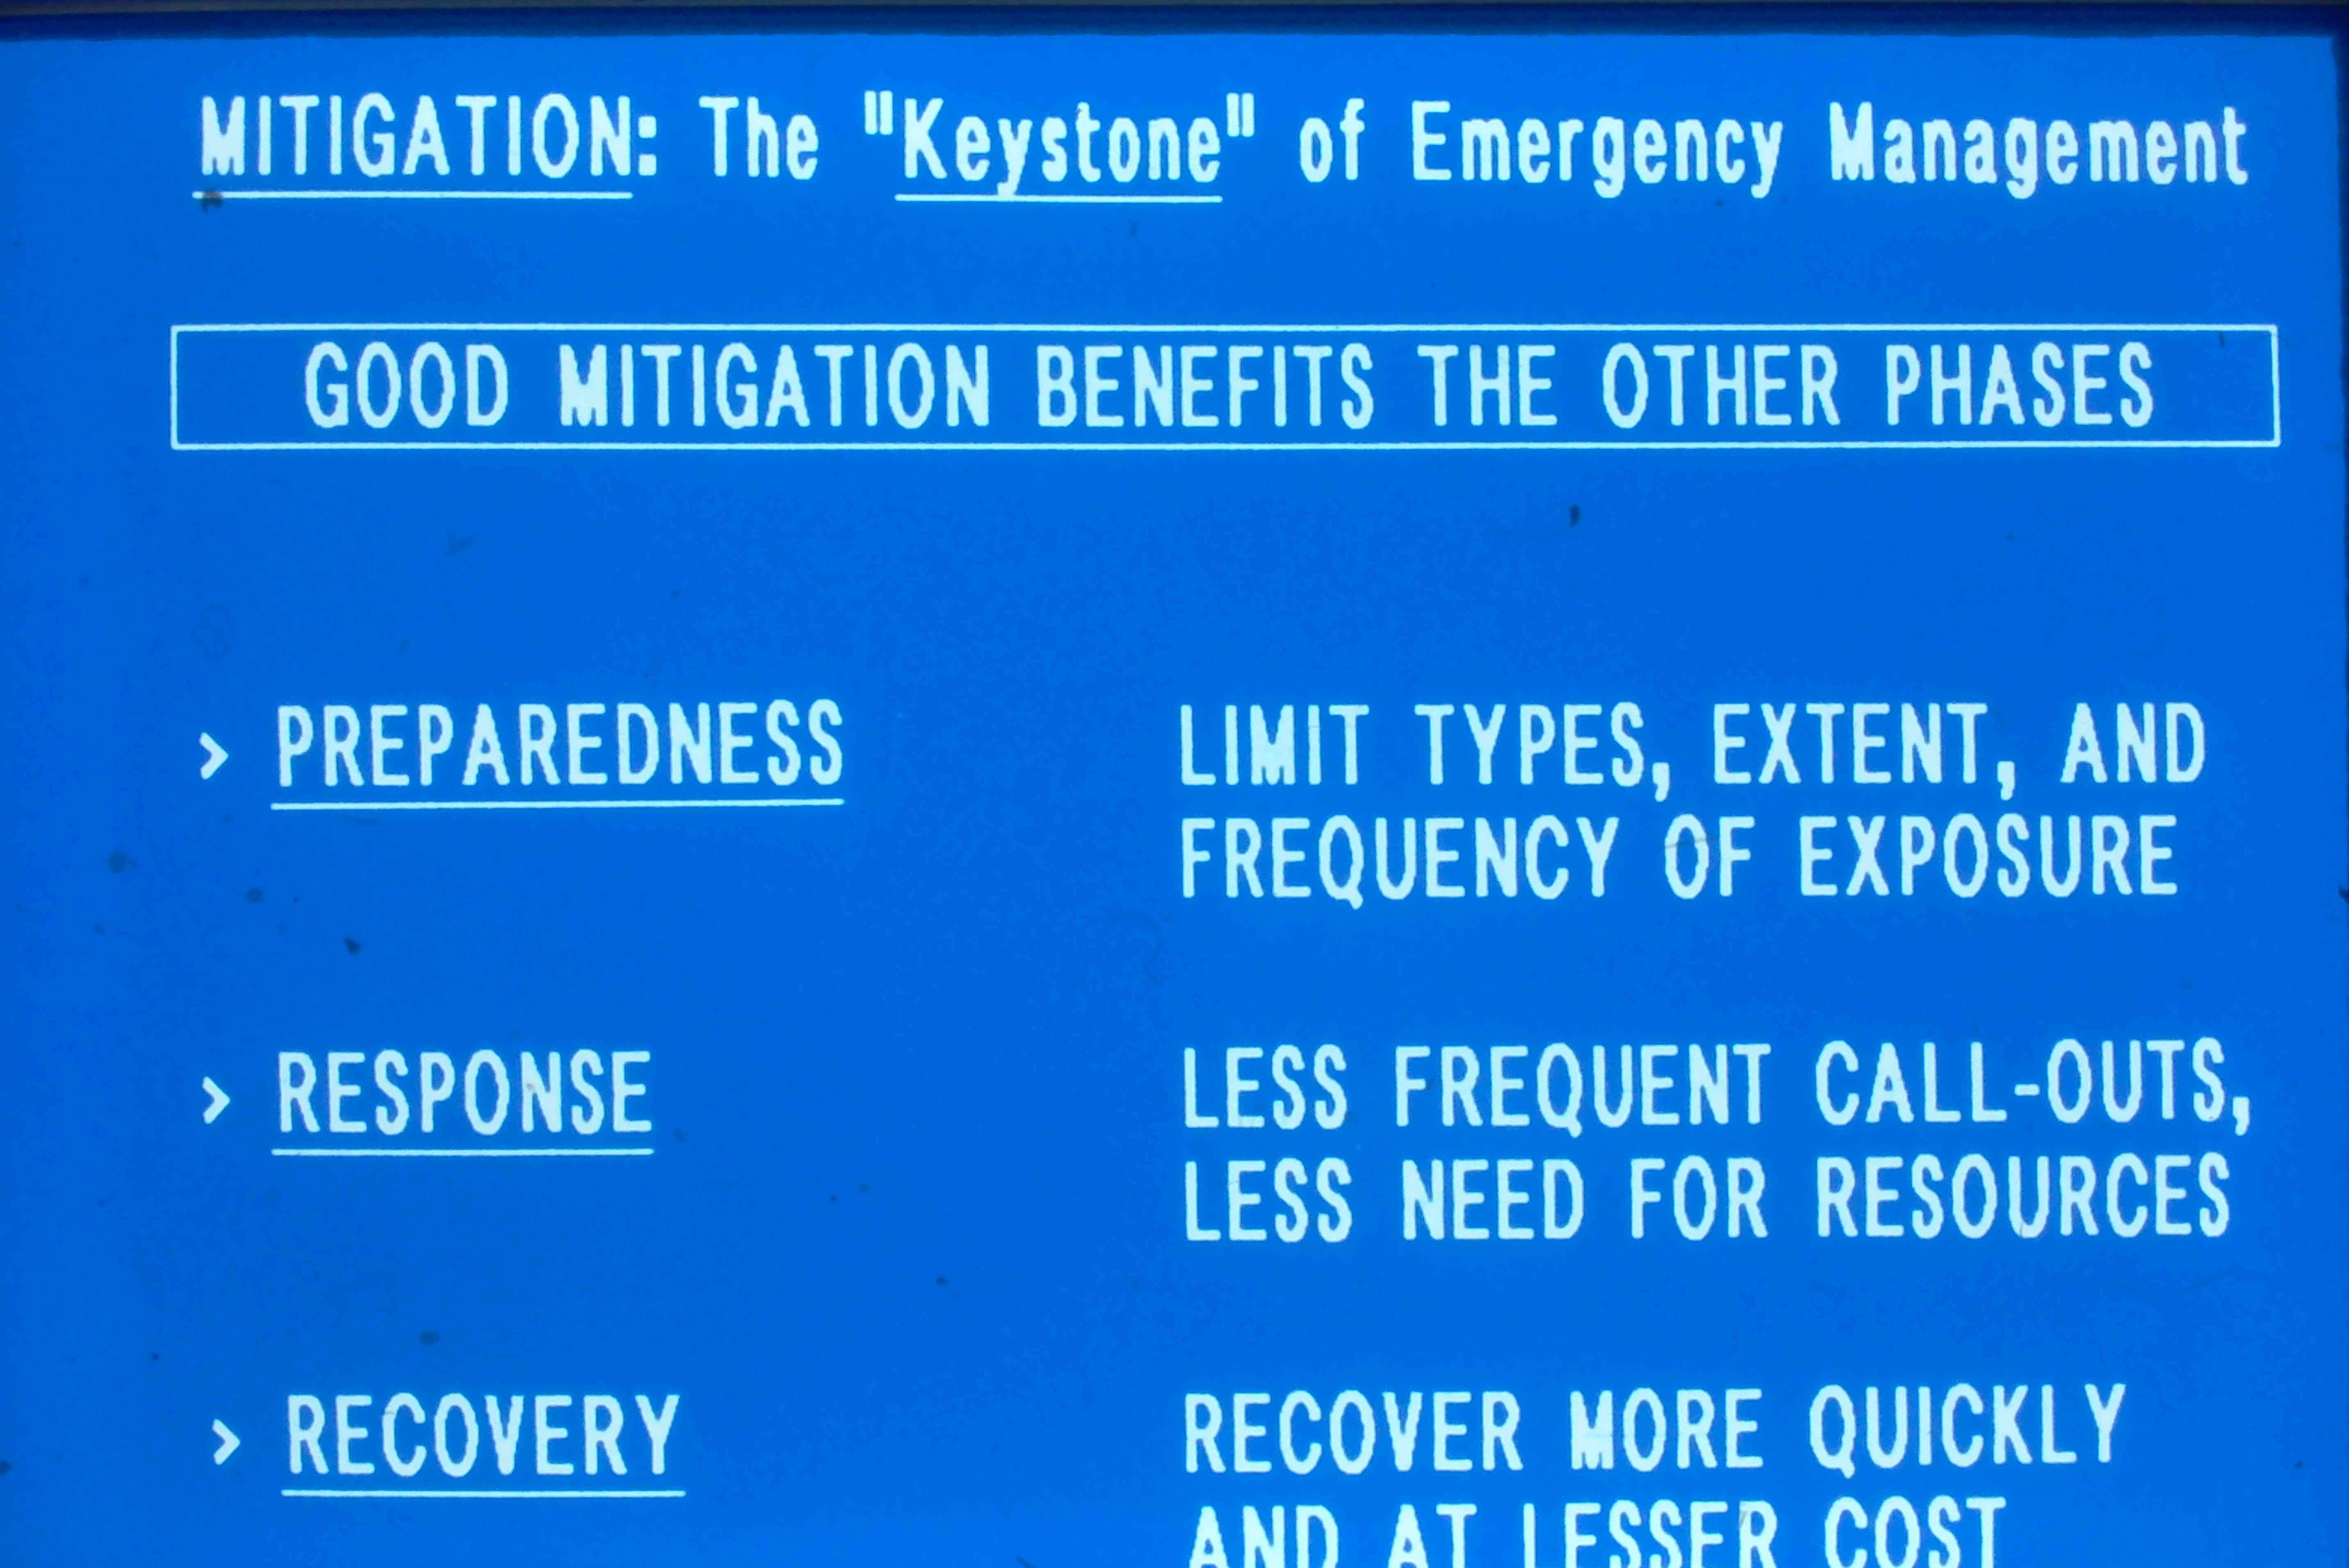 MITIGATION: The "Keystone" of Emergency Management
GOOD MITIGATION BENEFITS THE OTHER PHASES
> PREPAREDNESS LIMIT TYPES, EXTENT, AND
FREQUENCY OF EXPOSURE
> RESPONSE LESS FREQUENT CALL-OUTS,
LESS NEED FOR RESOURCES
> RECOVERY RECOVER MORE QUICKLY
AND AT LESSER COST